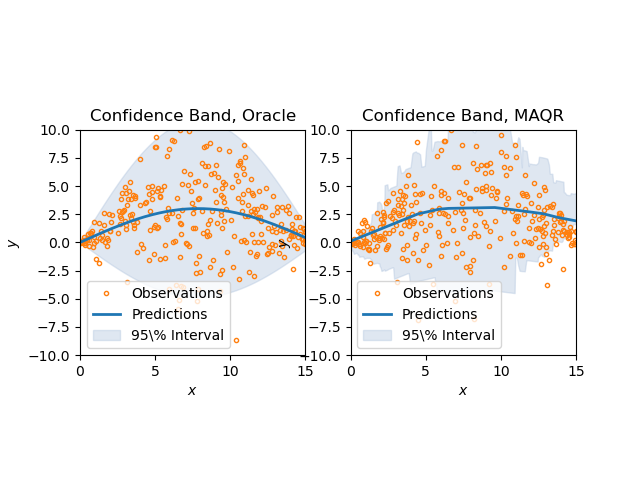 Confidence Band, Oracle
10.0
7.5
5.0
2.5
0.0
−2.5
−5.0
−7.5
−10.0
y
Observations
Predictions
95\% Interval
0 5 10 15
x
Confidence Band, MAQR
10.0
7.5
5.0
2.5
0.0
−2.5
−5.0
−7.5
−10.0
y
Observations
Predictions
95\% Interval
0 5 10 15
x